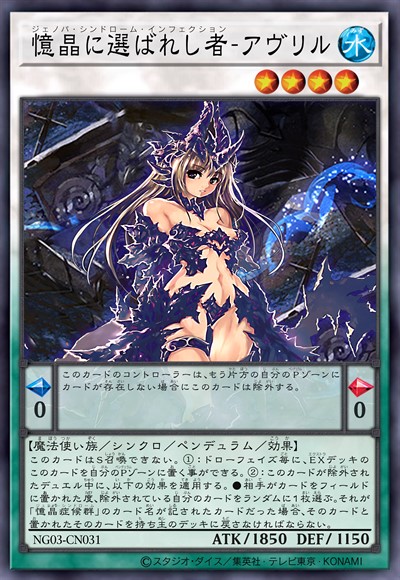 ジェノバ・シンドローム・インフェクション
憶晶に選ばれし者-アヴリル
水
このカードのコントローラーは、もう片方の自分のPゾーンに
カードが存在しない場合にこのカードは除外する。
0
0
【魔法使い族／シンクロ／ペンデュラム／効果】
このカードはS召喚できない。①：ドローフェイズ毎に、EXデッキの
このカードを自分のPゾーンに置く事ができる。②：このカードが除外され
たデュエル中に、以下の効果を適用する。●相手がカードをフィールド
に置かれた度、除外されている自分のカードをランダムに1枚選ぶ。それが
「憶晶症候群」のカード名が記されたカードだった場合、そのカードと
置かれたそのカードを持ち主のデッキに戻さなければならない。
NG03-CN031
ATK/1850 DEF/1150
©スタジオ・ダイス／集英社・テレビ東京・KONAMI